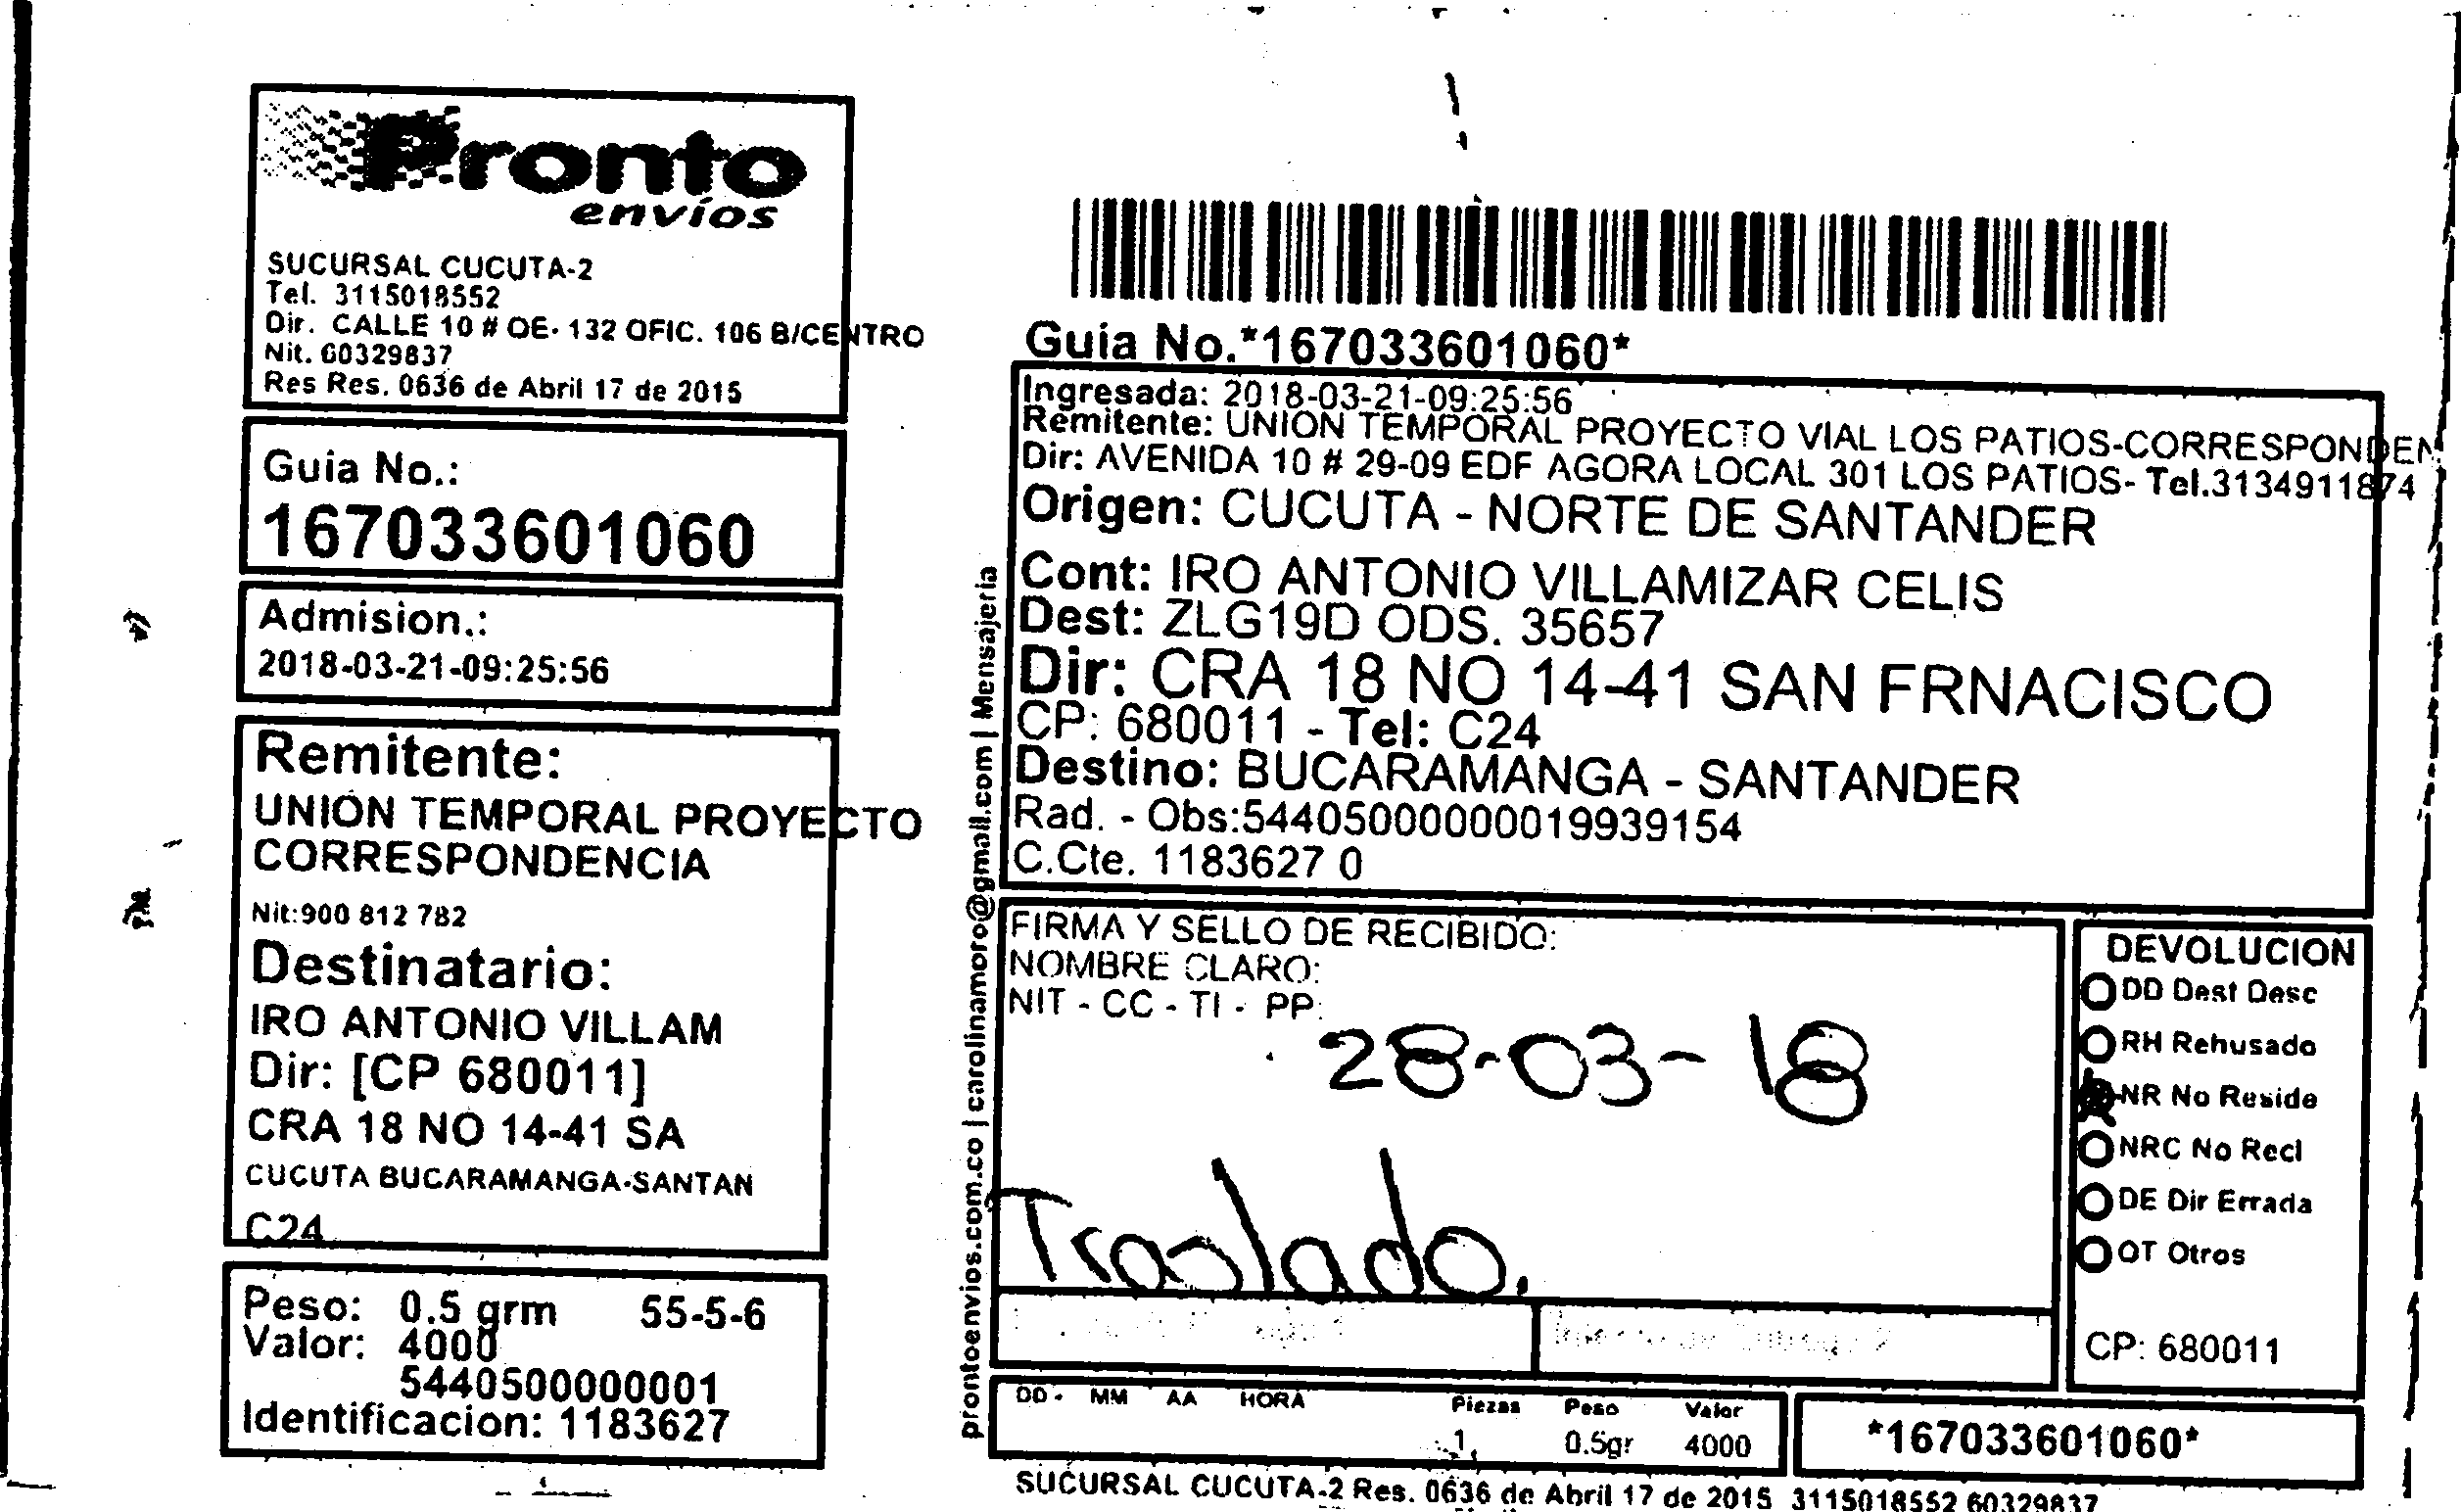 Pronto
envíos
SUCURSAL CUCUTA-2
Tel. 3115018552
Dir. CALLE 10 # OE- 132 OFIC. 106 B/CENTRO
Nit. 60329837
Res Res. 0636 de Abril 17 de 2015
Guia No.:
167033601060
Admision.:
2018-03-21-09:25:56
Remitente:
UNION TEMPORAL PROYECTO
CORRESPONDENCIA
Nit:900 812 782
Destinatario:
IRO ANTONIO VILLAM
Dir: [CP 680011]
CRA 18 NO 14-41 SA
CUCUTA BUCARAMANGA-SANTAN
C24
Peso: 0.5 grm 55-5-6
Valor: 4000
5440500000001
Identificacion: 1183627
prontoenvios.com.co | carolinamoro@gmail.com | Mensajeria
Guia No.*167033601060*
Ingresada: 2018-03-21-09:25:56
Remitente: UNION TEMPORAL PROYECTO VIAL LOS PATIOS-CORRESPONDEN
Dir: AVENIDA 10 # 29-09 EDF AGORA LOCAL 301 LOS PATIOS- Tel.3134911874
Origen: CUCUTA - NORTE DE SANTANDER
Cont: IRO ANTONIO VILLAMIZAR CELIS
Dest: ZLG19D ODS. 35657
Dir: CRA 18 NO 14-41 SAN FRNACISCO
CP: 680011 - Tel: C24
Destino: BUCARAMANGA - SANTANDER
Rad. - Obs:544050000000019939154
C.Cte. 1183627 0
FIRMA Y SELLO DE RECIBIDO:
NOMBRE CLARO:
NIT - CC - TI - PP:
28-03-18
Traslado.
DEVOLUCION
DD Dest Desc
RH Rehusado
NR No Reside
NRC No Recl
DE Dir Errada
OT Otros
CP: 680011
DD MM AA HORA Piezas Peso Valor
1 0.5gr 4000
*167033601060*
SUCURSAL CUCUTA-2 Res. 0636 de Abril 17 de 2015 3115018552 60329837